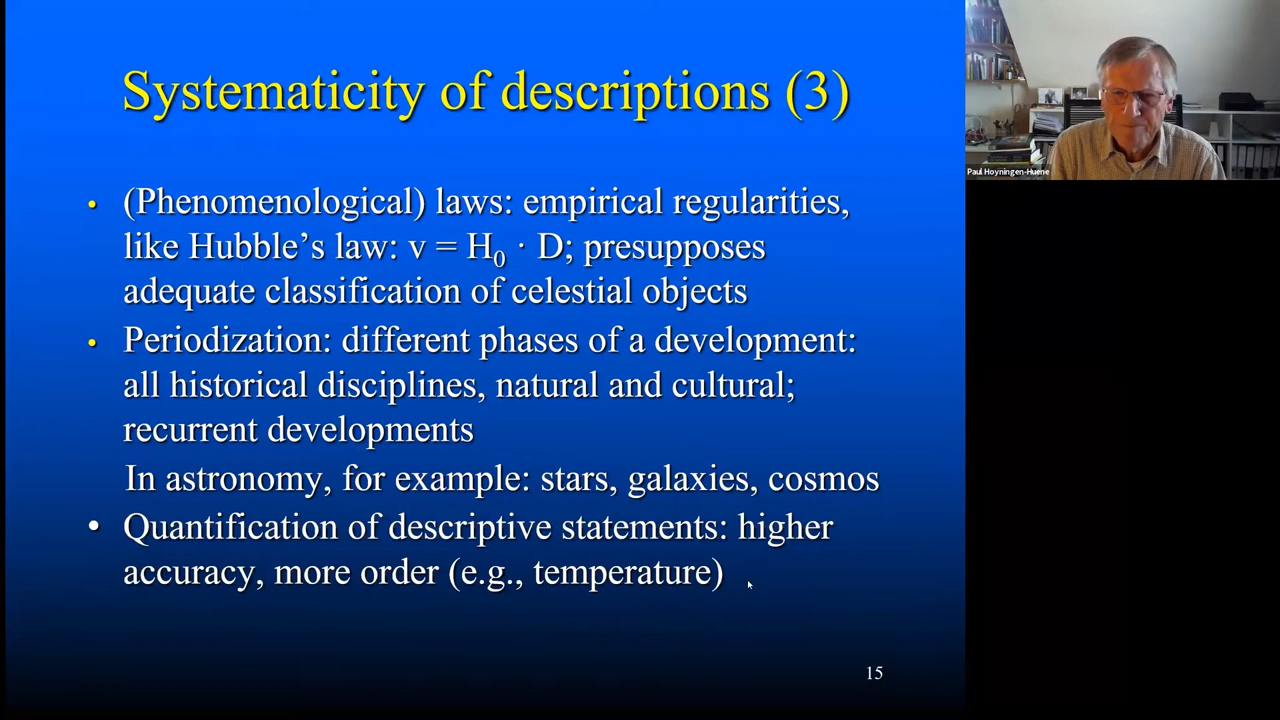 Systematicity of descriptions (3)
• (Phenomenological) laws: empirical regularities,
like Hubble’s law: v = H₀ · D; presupposes
adequate classification of celestial objects
• Periodization: different phases of a development:
all historical disciplines, natural and cultural;
recurrent developments
In astronomy, for example: stars, galaxies, cosmos
• Quantification of descriptive statements: higher
accuracy, more order (e.g., temperature)
15
Paul Hoyningen-Huene